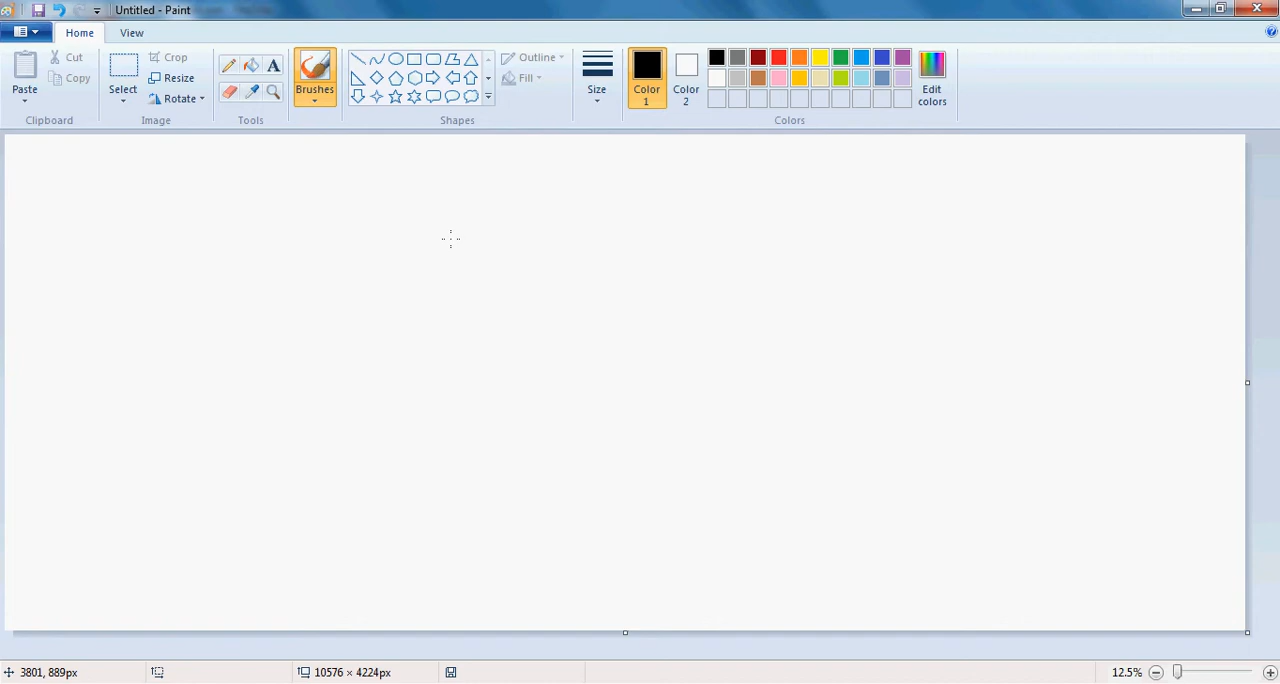 Untitled - Paint
Home View
Paste
Cut
Copy
Clipboard
Select
Crop
Resize
Rotate
Image
A
Tools
Brushes
Outline
Fill
Shapes
Size
Color 1
Color 2
Edit colors
Colors
3801, 889px
10576 × 4224px
12.5%